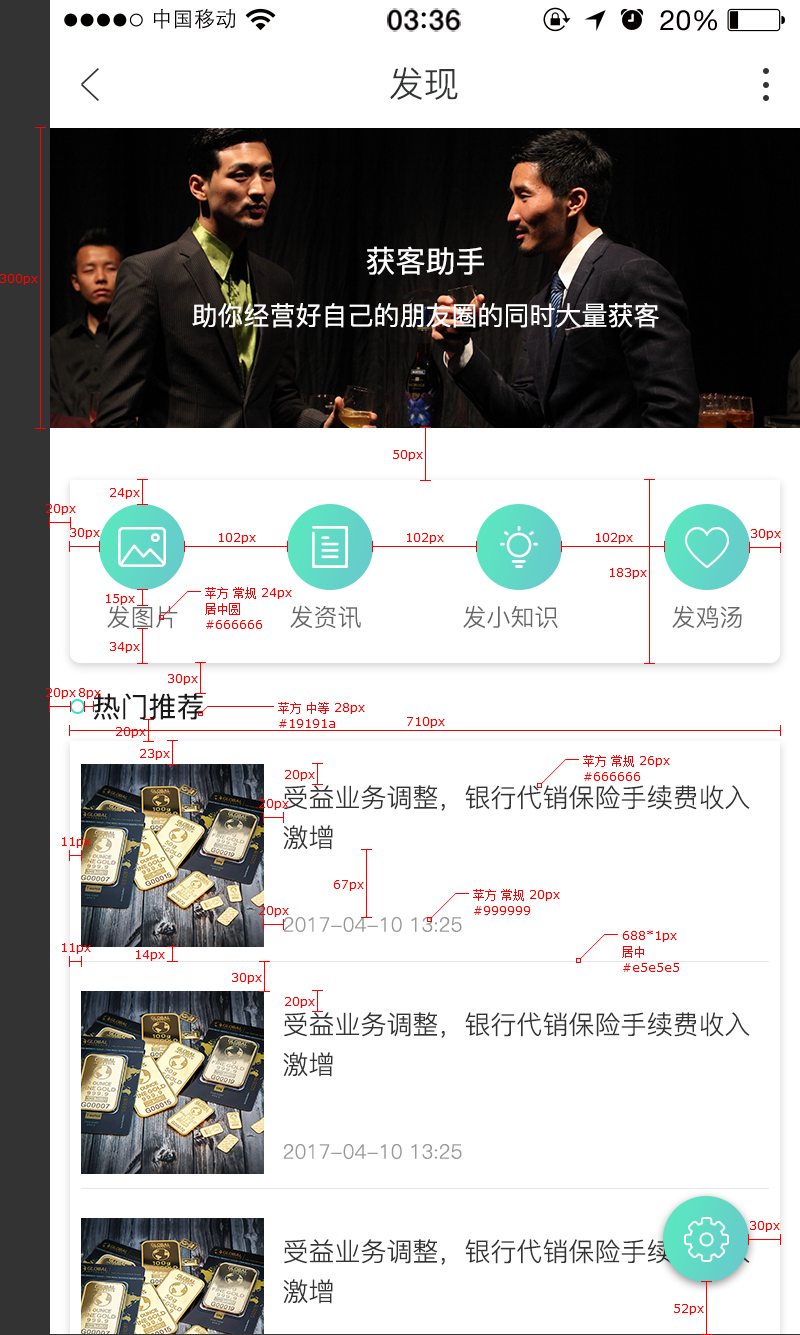 中国移动
03:36
20%
发现
300px
获客助手
助你经营好自己的朋友圈的同时大量获客
50px
24px
20px
30px
102px
102px
102px
30px
183px
15px
苹方 常规 24px
居中圆
#666666
发图片
发资讯
发小知识
发鸡汤
34px
30px
20px
8px
热门推荐
苹方 中等 28px
#19191a
710px
20px
23px
苹方 常规 26px
#666666
20px
20px
受益业务调整，银行代销保险手续费收入
激增
11px
67px
苹方 常规 20px
#999999
20px
2017-04-10 13:25
688*1px
居中
#e5e5e5
11px
14px
30px
20px
受益业务调整，银行代销保险手续费收入
激增
2017-04-10 13:25
30px
受益业务调整，银行代销保险手
激增
52px